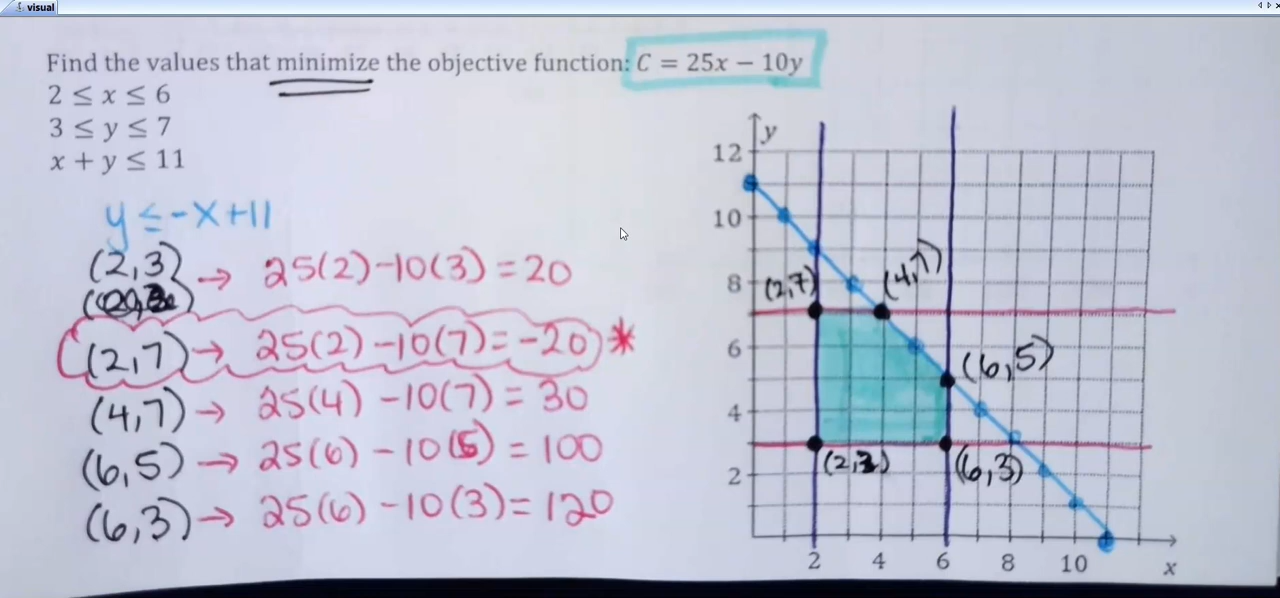 visual
Find the values that minimize the objective function: C = 25x − 10y
2 ≤ x ≤ 6
3 ≤ y ≤ 7
x + y ≤ 11
y ≤ -x+11
(2,3) → 25(2)-10(3) = 20
(2,7) → 25(2)-10(7) = -20 *
(4,7) → 25(4) -10(7) = 30
(6,5) → 25(6) - 10(5) = 100
(6,3) → 25(6) -10(3) = 120
y
12
10
8
6
4
2
(2,7)
(4,7)
(6,5)
(2,3)
(6,3)
2 4 6 8 10 x